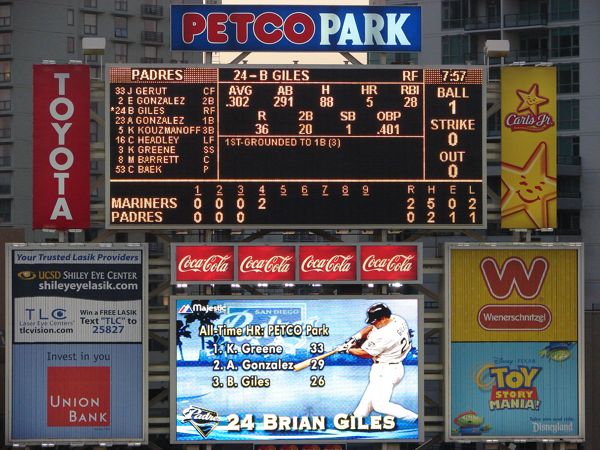 PETCO PARK
TOYOTA
PADRES
33 J GERUT CF
2 E GONZALEZ 2B
*24 B GILES RF
23 A GONZALEZ 1B
5 K KOUZMANOFF 3B
16 C HEADLEY LF
3 K GREENE SS
8 M BARRETT C
53 C BAEK P
24-B GILES RF
AVG AB H HR RBI
.302 291 88 5 28
R 2B SB OBP
36 20 1 .401
1ST-GROUNDED TO 1B (3)
7:57
BALL
1
STRIKE
0
OUT
0
1 2 3 4 5 6 7 8 9 R H E L
MARINERS 0 0 0 2 2 5 0 2
PADRES 0 0 0 0 2 1 1
Carl's Jr.
Your Trusted Lasik Providers
UCSD SHILEY EYE CENTER
shileyeyelasik.com
TLC
Laser Eye Centers
tlcvision.com
Win a FREE LASIK
Text "TLC" to
25827
Invest in you
UNION
BANK
Coca-Cola Coca-Cola Coca-Cola Coca-Cola
Majestic
SAN DIEGO
All-Time HR: PETCO Park
1. K. Greene 33
2. A. Gonzalez 29
3. B. Giles 26
Padres
24 BRIAN GILES
W
Wienerschnitzel
Disney · PIXAR
TOY
STORY
MANIA!
Disneyland